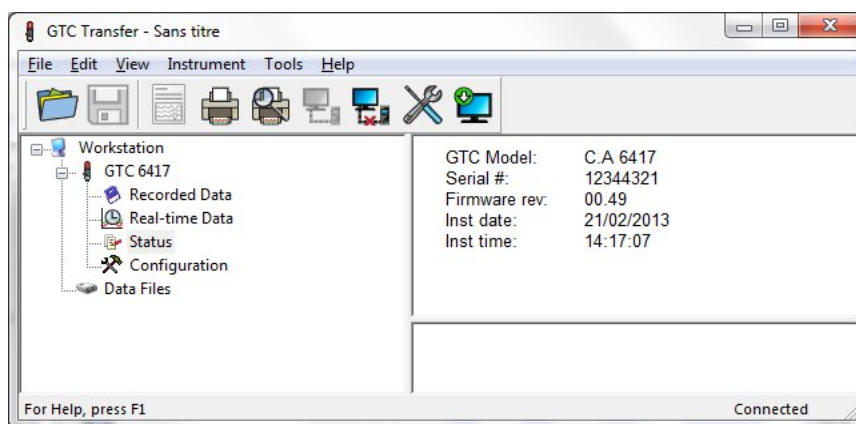 GTC Transfer - Sans titre
File Edit View Instrument Tools Help
Workstation
GTC 6417
Recorded Data
Real-time Data
Status
Configuration
Data Files
GTC Model: C.A 6417
Serial #: 12344321
Firmware rev: 00.49
Inst date: 21/02/2013
Inst time: 14:17:07
For Help, press F1 Connected